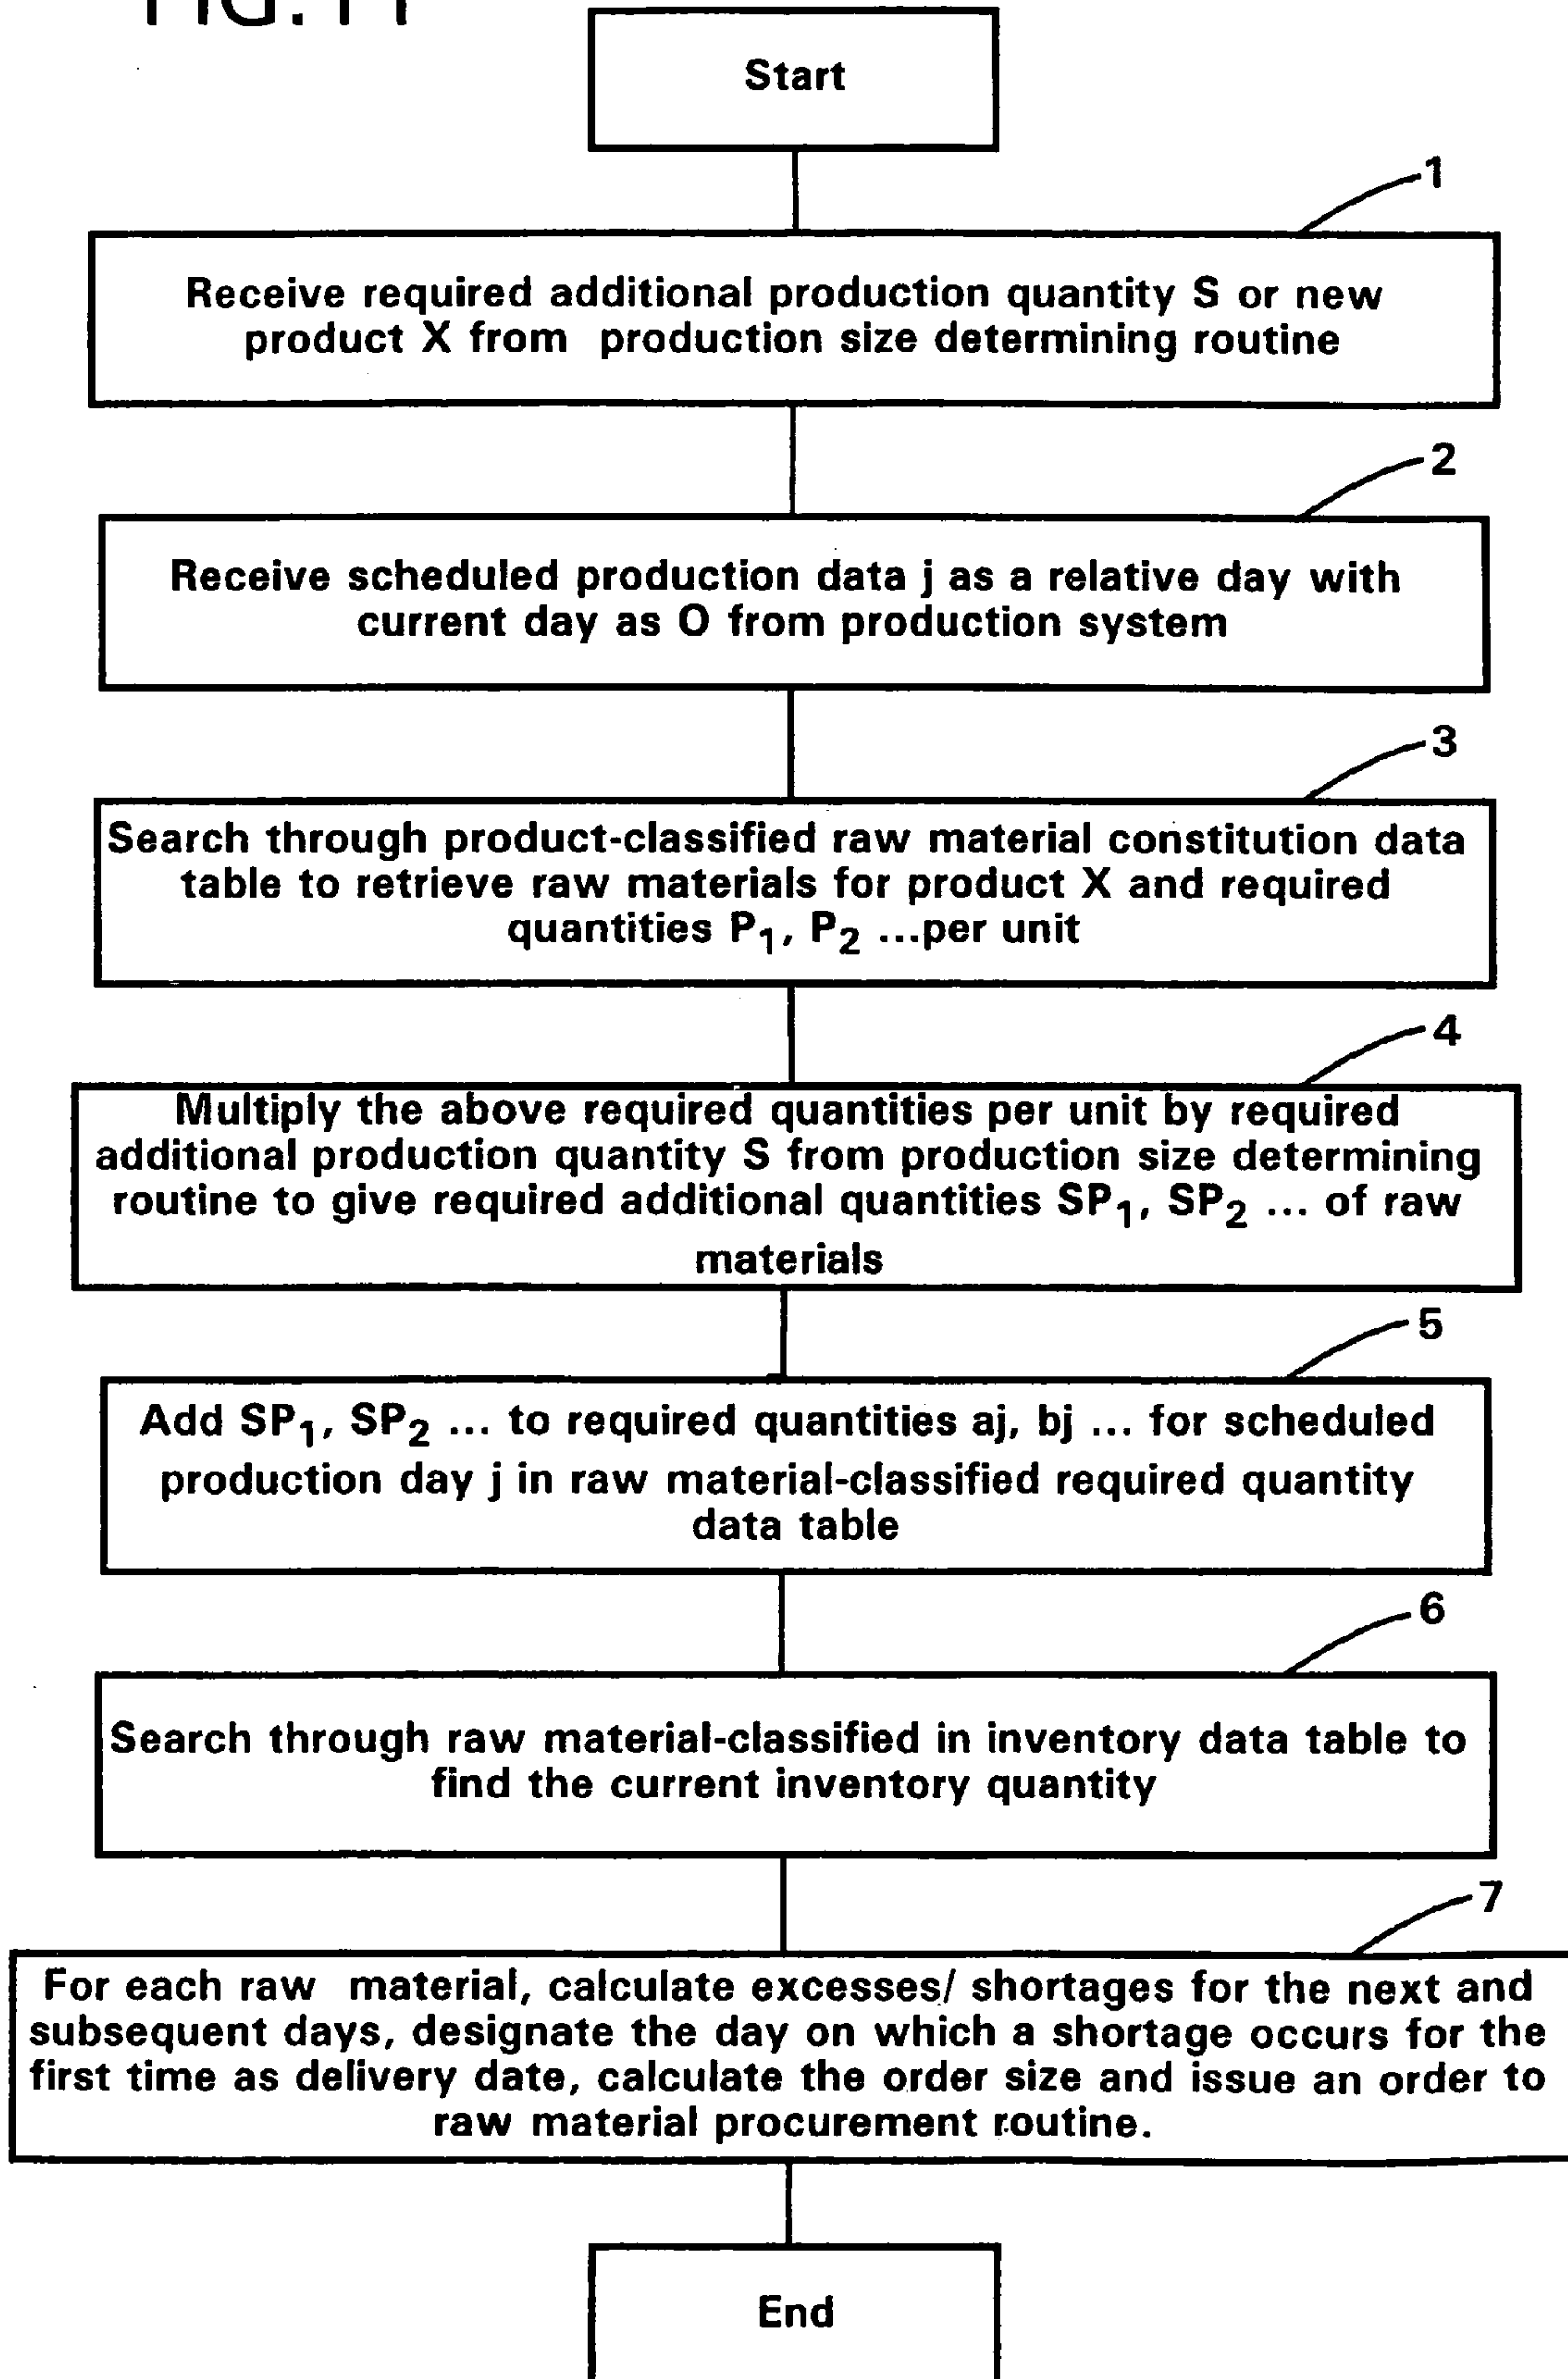 FIG. 11
Start
1
Receive required additional production quantity S or new
product X from production size determining routine
2
Receive scheduled production data j as a relative day with
current day as O from production system
3
Search through product-classified raw material constitution data
table to retrieve raw materials for product X and required
quantities P₁, P₂ ...per unit
4
Multiply the above required quantities per unit by required
additional production quantity S from production size determining
routine to give required additional quantities SP₁, SP₂ ... of raw
materials
5
Add SP₁, SP₂ ... to required quantities aj, bj ... for scheduled
production day j in raw material-classified required quantity
data table
6
Search through raw material-classified in inventory data table to
find the current inventory quantity
7
For each raw material, calculate excesses/ shortages for the next and
subsequent days, designate the day on which a shortage occurs for the
first time as delivery date, calculate the order size and issue an order to
raw material procurement routine.
End